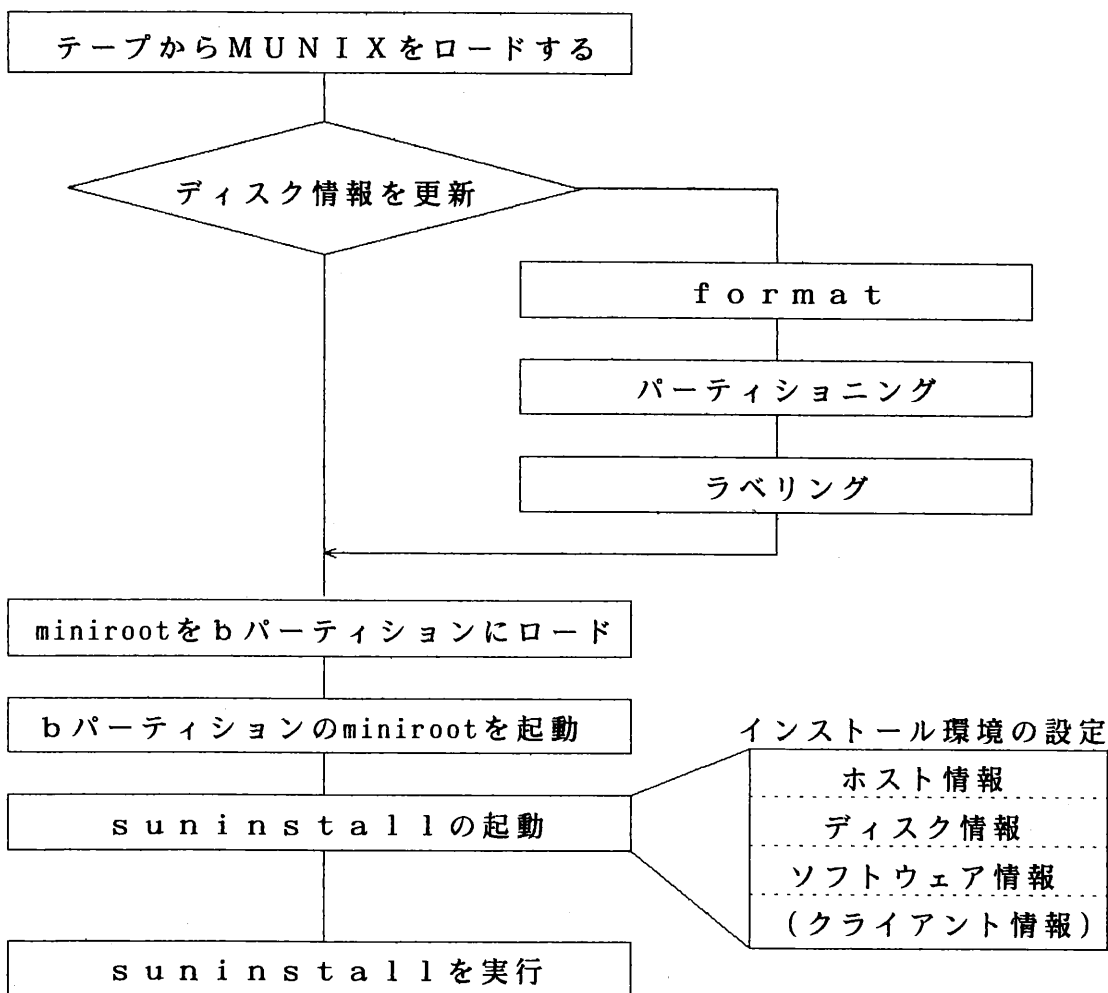 テープからMUNIXをロードする
ディスク情報を更新
format
パーティショニング
ラベリング
minirootをbパーティションにロード
bパーティションのminirootを起動
インストール環境の設定
ホスト情報
suninstallの起動
ディスク情報
ソフトウェア情報
(クライアント情報)
suninstallを実行